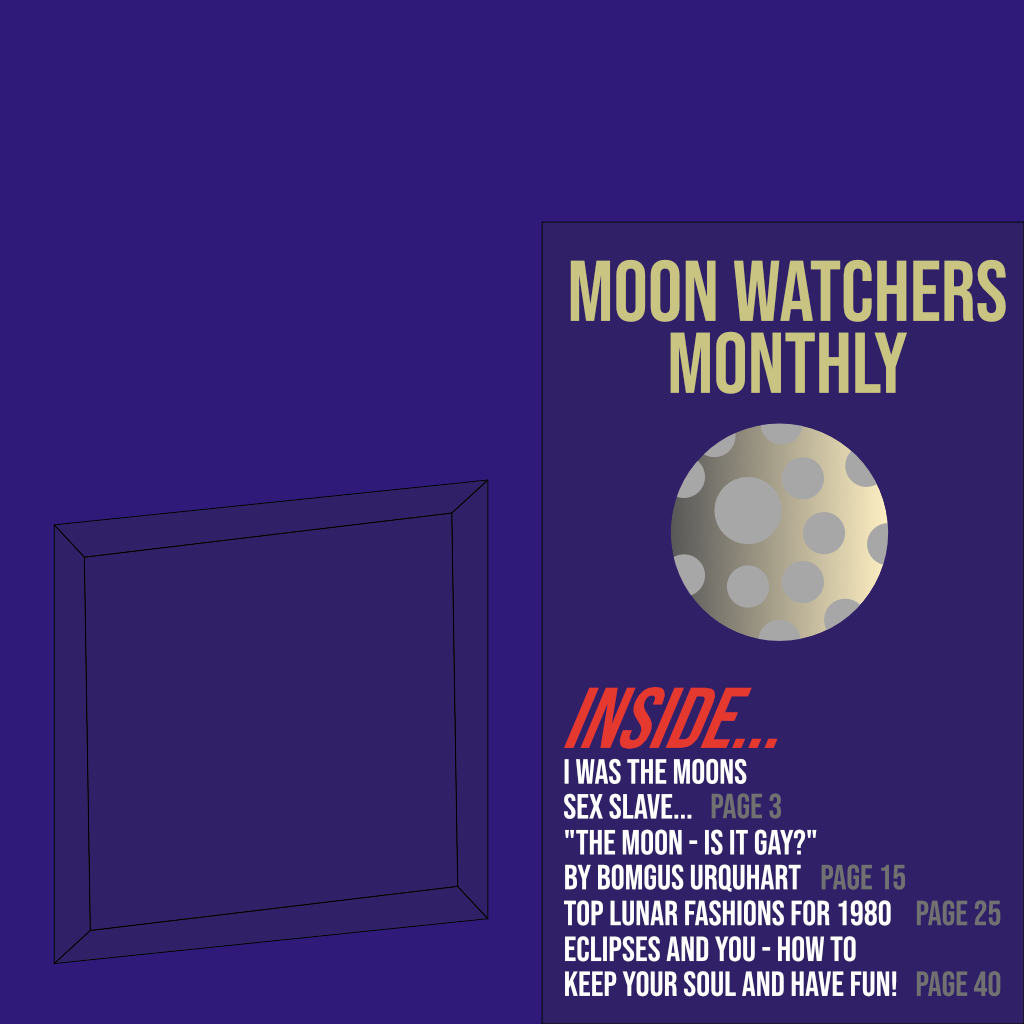 MOON WATCHERS
MONTHLY
INSIDE...
I WAS THE MOONS
SEX SLAVE... PAGE 3
"THE MOON - IS IT GAY?"
BY BOMGUS URQUHART PAGE 15
TOP LUNAR FASHIONS FOR 1980 PAGE 25
ECLIPSES AND YOU - HOW TO
KEEP YOUR SOUL AND HAVE FUN! PAGE 40